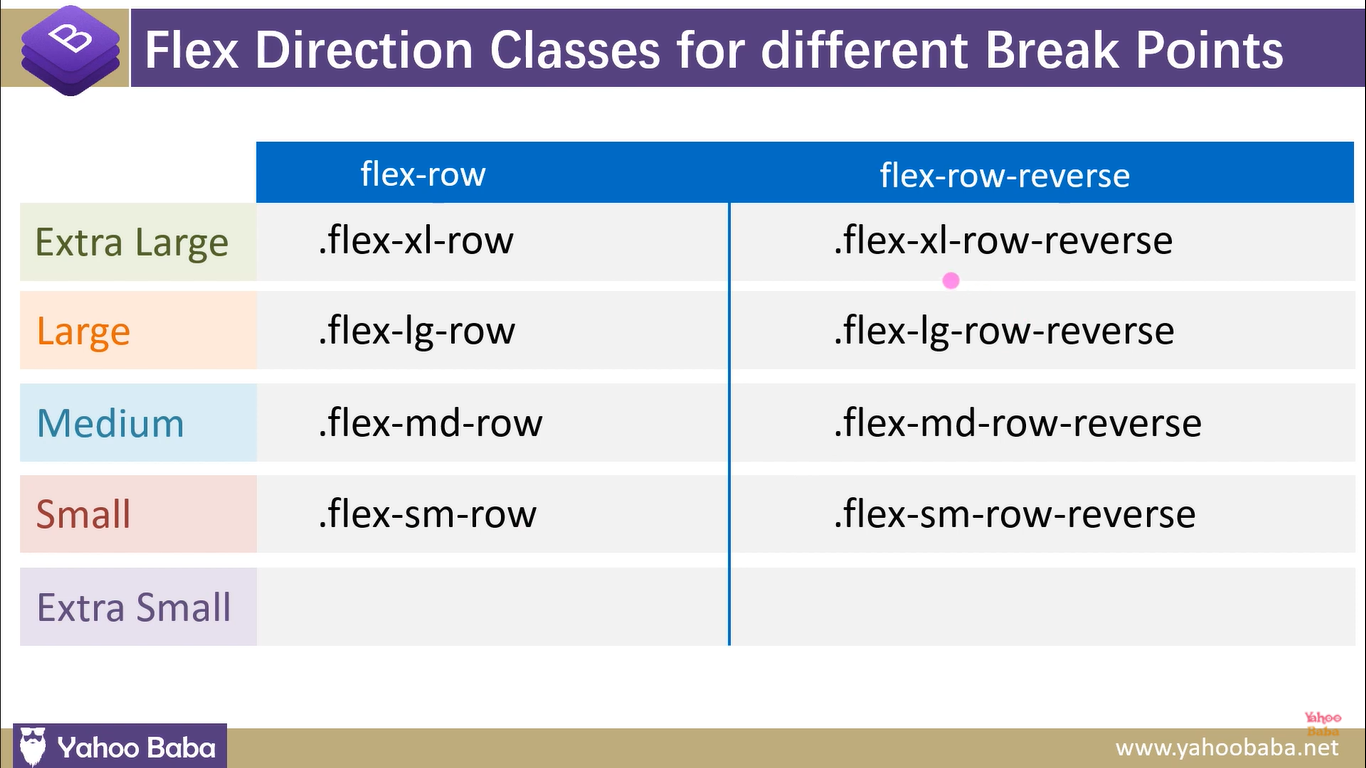 B
Flex Direction Classes for different Break Points
flex-row flex-row-reverse
Extra Large .flex-xl-row .flex-xl-row-reverse
Large .flex-lg-row .flex-lg-row-reverse
Medium .flex-md-row .flex-md-row-reverse
Small .flex-sm-row .flex-sm-row-reverse
Extra Small
Yahoo
Baba
Yahoo Baba www.yahoobaba.net